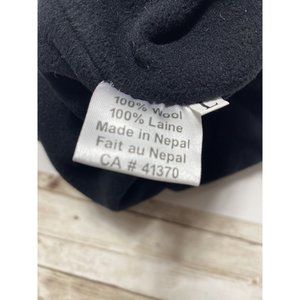 100% Wool
100% Laine
Made in Nepal
Fait au Nepal
CA # 41370
L